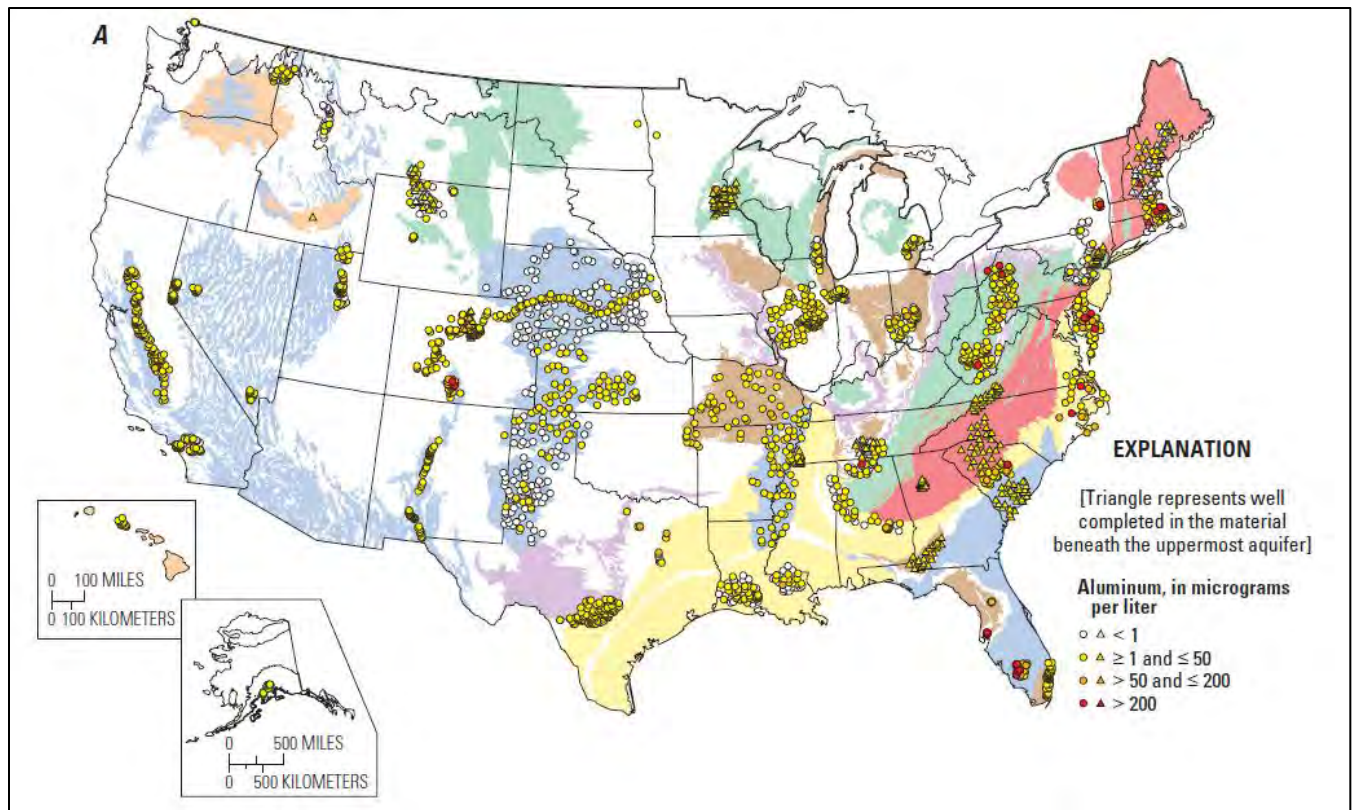 A
EXPLANATION
[Triangle represents well
completed in the material
beneath the uppermost aquifer]
Aluminum, in micrograms
per liter
< 1
≥ 1 and ≤ 50
> 50 and ≤ 200
> 200
0 100 MILES
0 100 KILOMETERS
0 500 MILES
0 500 KILOMETERS